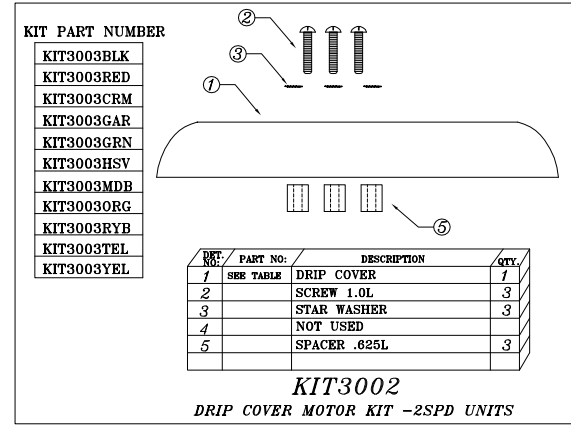 KIT PART NUMBER
KIT3003BLK
KIT3003RED
KIT3003CRM
KIT3003GAR
KIT3003GRN
KIT3003HSV
KIT3003MDB
KIT3003ORG
KIT3003RYB
KIT3003TEL
KIT3003YEL
2
3
1
5
DET. NO: PART NO: DESCRIPTION QTY.
1 SEE TABLE DRIP COVER 1
2 SCREW 1.0L 3
3 STAR WASHER 3
4 NOT USED
5 SPACER .625L 3
KIT3002
DRIP COVER MOTOR KIT -2SPD UNITS